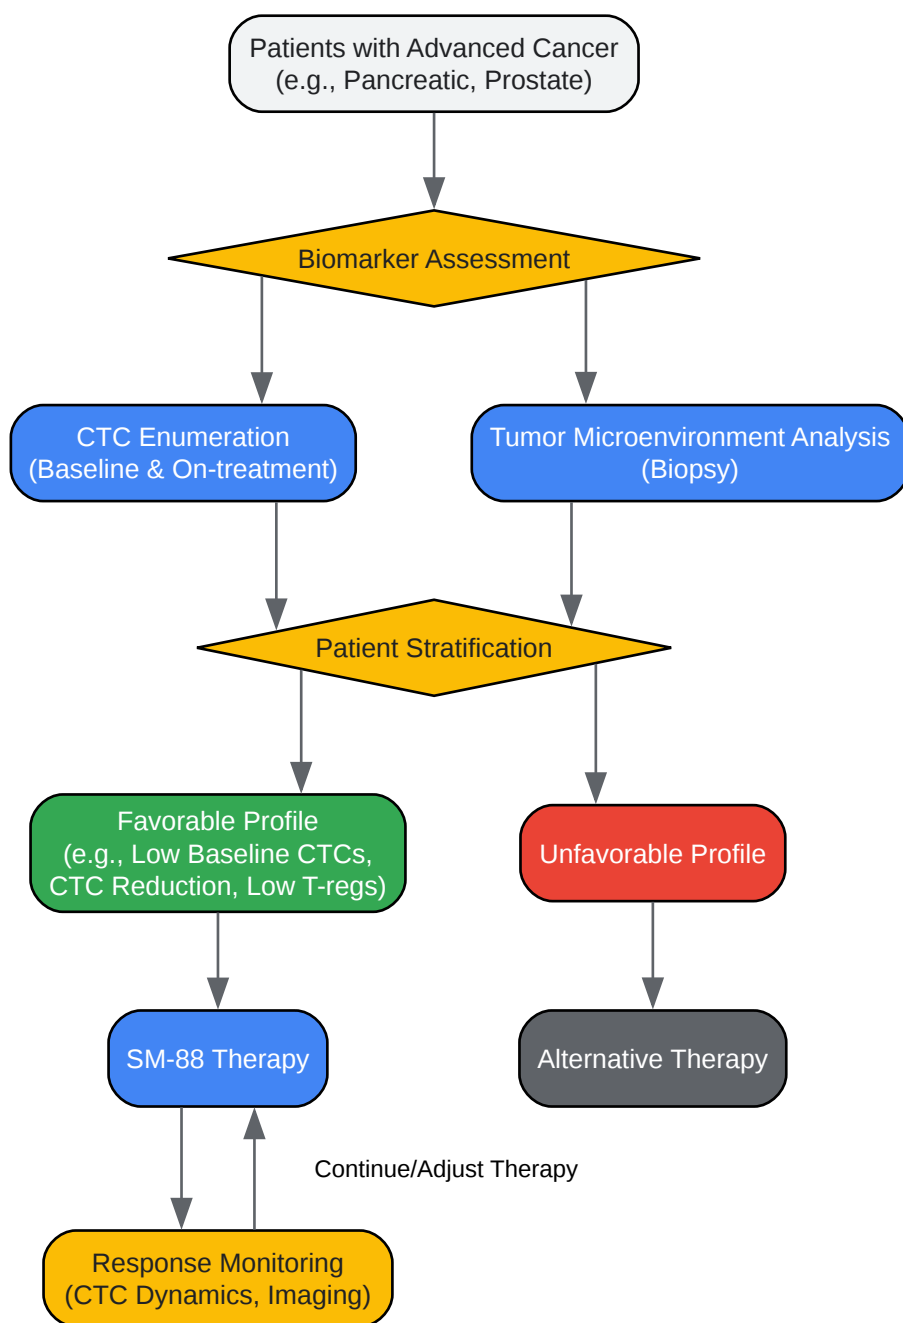 Patients with Advanced Cancer
(e.g., Pancreatic, Prostate)
Biomarker Assessment
CTC Enumeration
(Baseline & On-treatment)
Tumor Microenvironment Analysis
(Biopsy)
Patient Stratification
Favorable Profile
(e.g., Low Baseline CTCs,
CTC Reduction, Low T-regs)
Unfavorable Profile
SM-88 Therapy
Alternative Therapy
Continue/Adjust Therapy
Response Monitoring
(CTC Dynamics, Imaging)